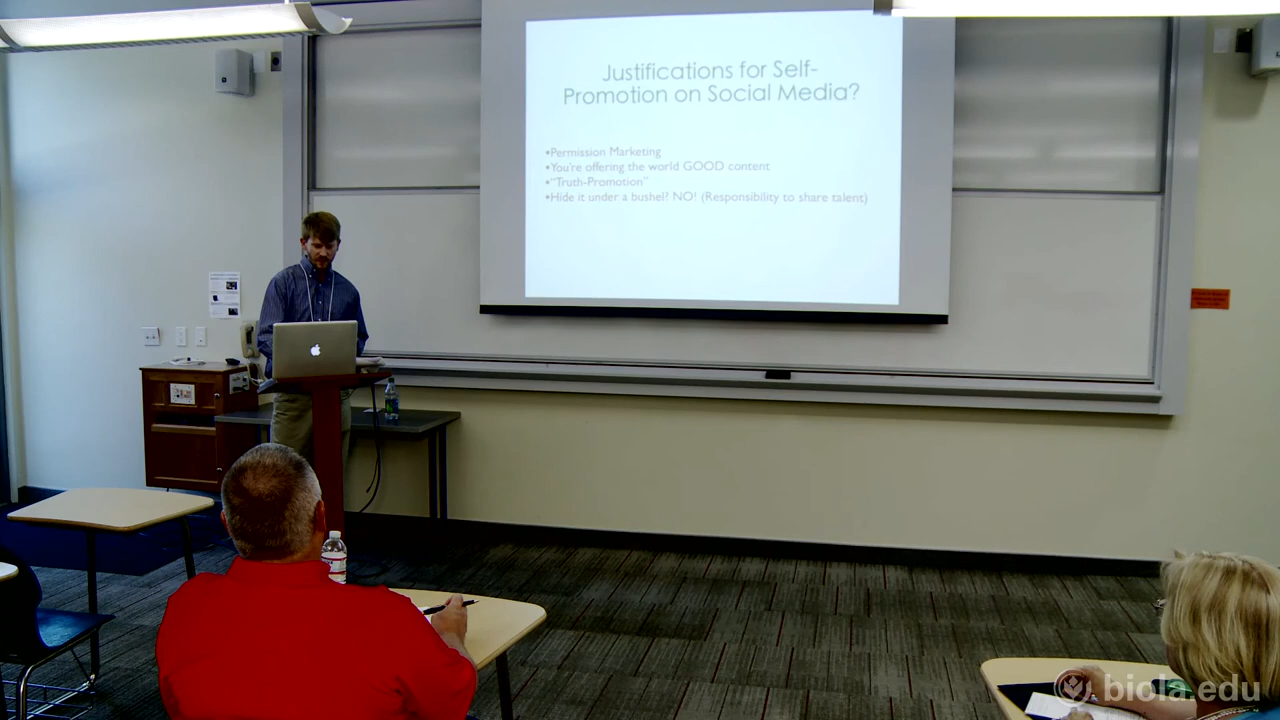 Justifications for Self-
Promotion on Social Media?
•Permission Marketing
•You're offering the world GOOD content
•"Truth-Promotion"
•Hide it under a bushel? NO! (Responsibility to share talent)
biola.edu